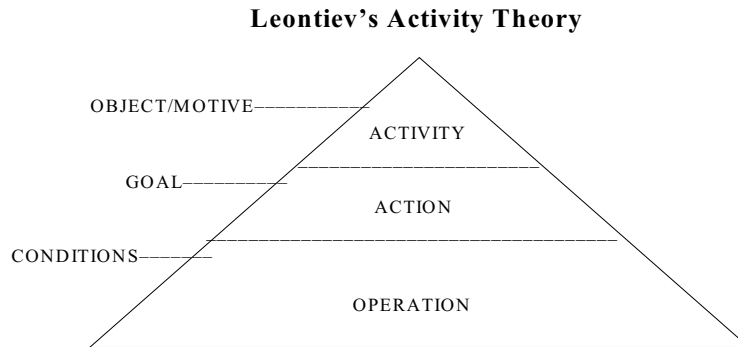 Leontiev's Activity Theory
OBJECT/MOTIVE
ACTIVITY
GOAL
ACTION
CONDITIONS
OPERATION